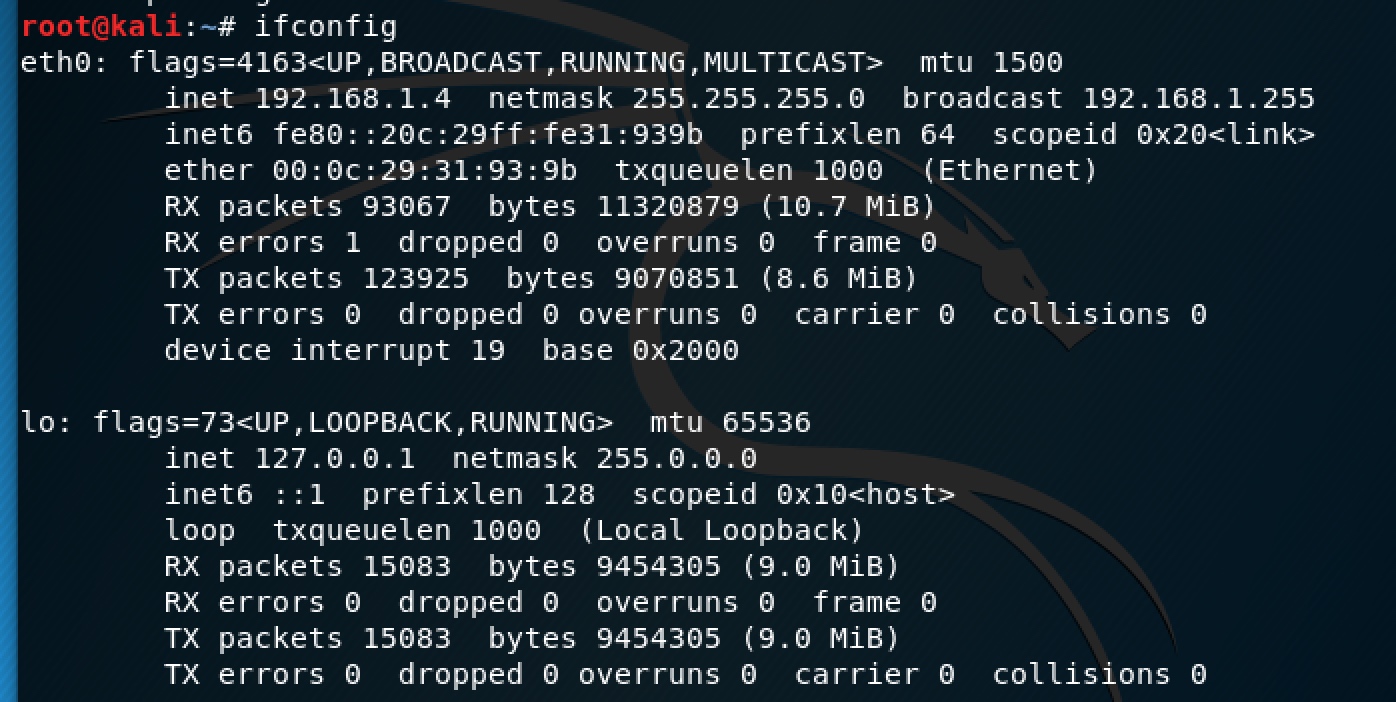 root@kali:~# ifconfig
eth0: flags=4163<UP,BROADCAST,RUNNING,MULTICAST>  mtu 1500
        inet 192.168.1.4  netmask 255.255.255.0  broadcast 192.168.1.255
        inet6 fe80::20c:29ff:fe31:939b  prefixlen 64  scopeid 0x20<link>
        ether 00:0c:29:31:93:9b  txqueuelen 1000  (Ethernet)
        RX packets 93067  bytes 11320879 (10.7 MiB)
        RX errors 1  dropped 0  overruns 0  frame 0
        TX packets 123925  bytes 9070851 (8.6 MiB)
        TX errors 0  dropped 0 overruns 0  carrier 0  collisions 0
        device interrupt 19  base 0x2000

lo: flags=73<UP,LOOPBACK,RUNNING>  mtu 65536
        inet 127.0.0.1  netmask 255.0.0.0
        inet6 ::1  prefixlen 128  scopeid 0x10<host>
        loop  txqueuelen 1000  (Local Loopback)
        RX packets 15083  bytes 9454305 (9.0 MiB)
        RX errors 0  dropped 0  overruns 0  frame 0
        TX packets 15083  bytes 9454305 (9.0 MiB)
        TX errors 0  dropped 0 overruns 0  carrier 0  collisions 0